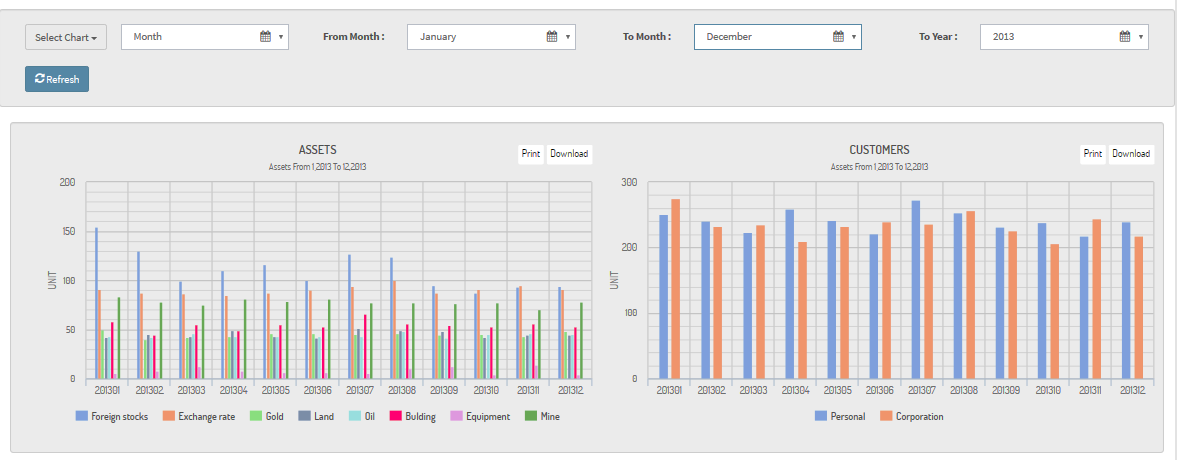 Select Chart Month From Month : January To Month : December To Year : 2013
Refresh
ASSETS
Assets From 1,2013 To 12,2013
Print Download
UNIT
200
150
100
50
0
201301 201302 201303 201304 201305 201306 201307 201308 201309 201310 201311 201312
Foreign stocks Exchange rate Gold Land Oil Bulding Equipment Mine
CUSTOMERS
Assets From 1,2013 To 12,2013
Print Download
UNIT
300
200
100
0
201301 201302 201303 201304 201305 201306 201307 201308 201309 201310 201311 201312
Personal Corporation